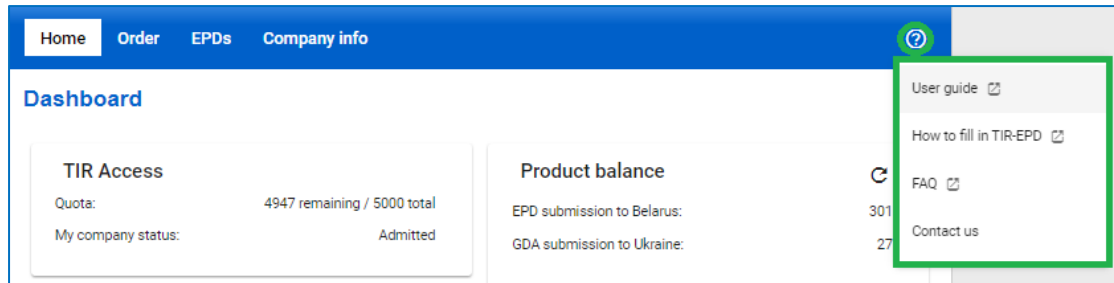 Home Order EPDs Company info
Dashboard
TIR Access
Quota: 4947 remaining / 5000 total
My company status: Admitted
Product balance
EPD submission to Belarus: 301
GDA submission to Ukraine: 27
User guide
How to fill in TIR-EPD
FAQ
Contact us